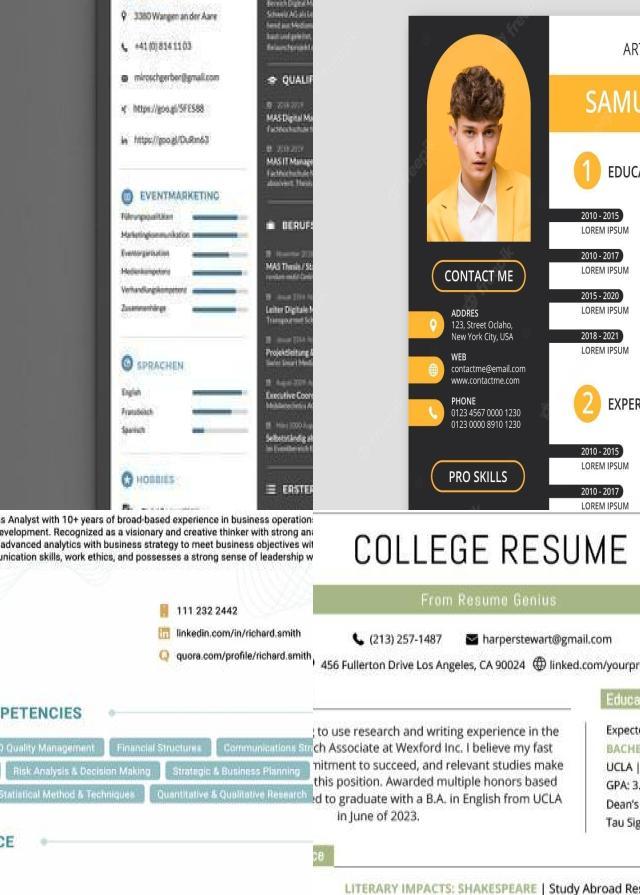 3380 Wangen an der Aare
+41 (0) 814 11 03
miroschgerber@gmail.com
https://goo.gl/5FES88
https://goo.gl/DuRm63
EVENTMARKETING
Führungsqualitäten
Marketingkommunikation
Eventorganisation
Medienkompetenz
Verhandlungskompetenz
Zusammenhänge
SPRACHEN
English
Französisch
Spanisch
HOBBIES
QUALIF
2018-2019
MAS Digital Ma
Fachhochschule
2018-2019
MAS IT Manage
Fachhochschule
BERUFS
MAS Thesis / St
Leiter Digitale M
Projektleitung &
Executive Coor
Selbstständig al
ERSTER
ART
SAMU
1 EDUCA
2010 - 2015
LOREM IPSUM
2010 - 2017
LOREM IPSUM
2015 - 2020
LOREM IPSUM
2018 - 2021
LOREM IPSUM
2 EXPER
2010 - 2015
LOREM IPSUM
2010 - 2017
LOREM IPSUM
CONTACT ME
ADDRES
123, Street Oclaho,
New York City, USA
WEB
contactme@email.com
www.contactme.com
PHONE
0123 4567 0000 1230
0123 0000 8910 1230
PRO SKILLS
s Analyst with 10+ years of broad-based experience in business operation
evelopment. Recognized as a visionary and creative thinker with strong an
advanced analytics with business strategy to meet business objectives wit
unication skills, work ethics, and possesses a strong sense of leadership w
111 232 2442
linkedin.com/in/richard.smith
quora.com/profile/richard.smith
PETENCIES
Quality Management Financial Structures Communications Str
Risk Analysis & Decision Making Strategic & Business Planning
Statistical Method & Techniques Quantitative & Qualitative Research
CE
COLLEGE RESUME
From Resume Genius
(213) 257-1487 harperstewart@gmail.com
456 Fullerton Drive Los Angeles, CA 90024 linked.com/yourpr
g to use research and writing experience in the
ch Associate at Wexford Inc. I believe my fast
mitment to succeed, and relevant studies make
this position. Awarded multiple honors based
ed to graduate with a B.A. in English from UCLA
in June of 2023.
Educa
Expecte
BACHE
UCLA |
GPA: 3.
Dean's
Tau Sig
ce
LITERARY IMPACTS: SHAKESPEARE | Study Abroad Re